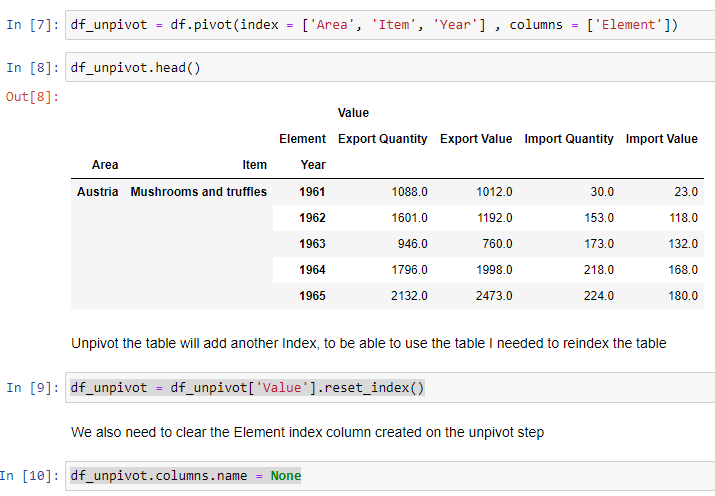 In [7]: df_unpivot = df.pivot(index = ['Area', 'Item', 'Year'] , columns = ['Element'])
In [8]: df_unpivot.head()
Out[8]:
Value
Element Export Quantity Export Value Import Quantity Import Value
Area Item Year
Austria Mushrooms and truffles 1961 1088.0 1012.0 30.0 23.0
1962 1601.0 1192.0 153.0 118.0
1963 946.0 760.0 173.0 132.0
1964 1796.0 1998.0 218.0 168.0
1965 2132.0 2473.0 224.0 180.0
Unpivot the table will add another Index, to be able to use the table I needed to reindex the table
In [9]: df_unpivot = df_unpivot['Value'].reset_index()
We also need to clear the Element index column created on the unpivot step
In [10]: df_unpivot.columns.name = None